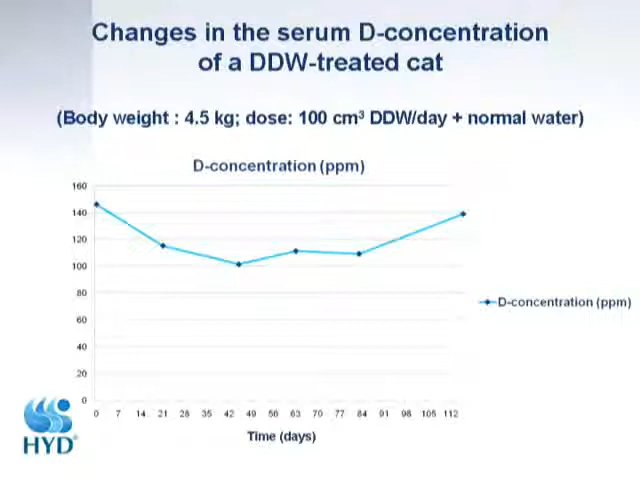 Changes in the serum D-concentration
of a DDW-treated cat
(Body weight : 4.5 kg; dose: 100 cm³ DDW/day + normal water)
D-concentration (ppm)
160
140
120
100
80
60
40
20
0
0 7 14 21 28 35 42 49 56 63 70 77 84 91 98 105 112
D-concentration (ppm)
Time (days)
HYD®